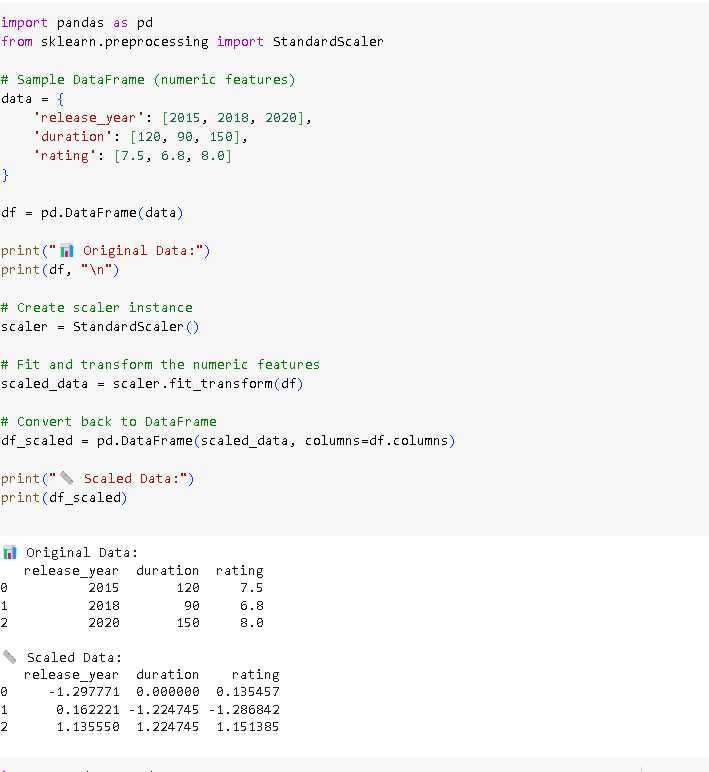 import pandas as pd
from sklearn.preprocessing import StandardScaler
# Sample DataFrame (numeric features)
data = {
    'release_year': [2015, 2018, 2020],
    'duration': [120, 90, 150],
    'rating': [7.5, 6.8, 8.0]
}
df = pd.DataFrame(data)
print("📊 Original Data:")
print(df, "\n")
# Create scaler instance
scaler = StandardScaler()
# Fit and transform the numeric features
scaled_data = scaler.fit_transform(df)
# Convert back to DataFrame
df_scaled = pd.DataFrame(scaled_data, columns=df.columns)
print("📏 Scaled Data:")
print(df_scaled)
📊 Original Data:
   release_year  duration  rating
0          2015       120     7.5
1          2018        90     6.8
2          2020       150     8.0
📏 Scaled Data:
   release_year  duration    rating
0     -1.297771  0.000000  0.135457
1      0.162221 -1.224745 -1.286842
2      1.135550  1.224745  1.151385